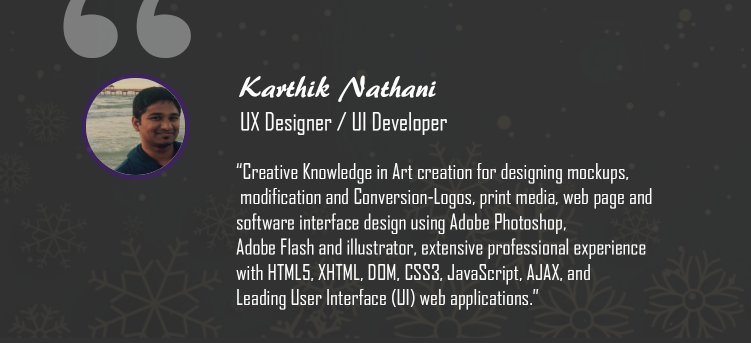 “
Karthik Nathani
UX Designer / UI Developer
“Creative Knowledge in Art creation for designing mockups,
modification and Conversion-Logos, print media, web page and
software interface design using Adobe Photoshop,
Adobe Flash and illustrator, extensive professional experience
with HTML5, XHTML, DOM, CSS3, JavaScript, AJAX, and
Leading User Interface (UI) web applications.”